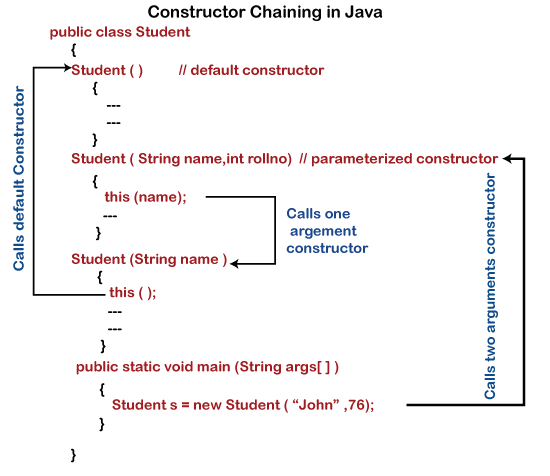 Constructor Chaining in Java
public class Student
{
Student ( ) // default constructor
{
---
---
}
Student ( String name,int rollno) // parameterized constructor
{
this (name);
---
}
Student (String name )
{
this ( );
---
---
}
public static void main (String args[ ] )
{
Student s = new Student ( “John” ,76);
}
}
Calls default Constructor
Calls one
argement
constructor
Calls two arguments constructor